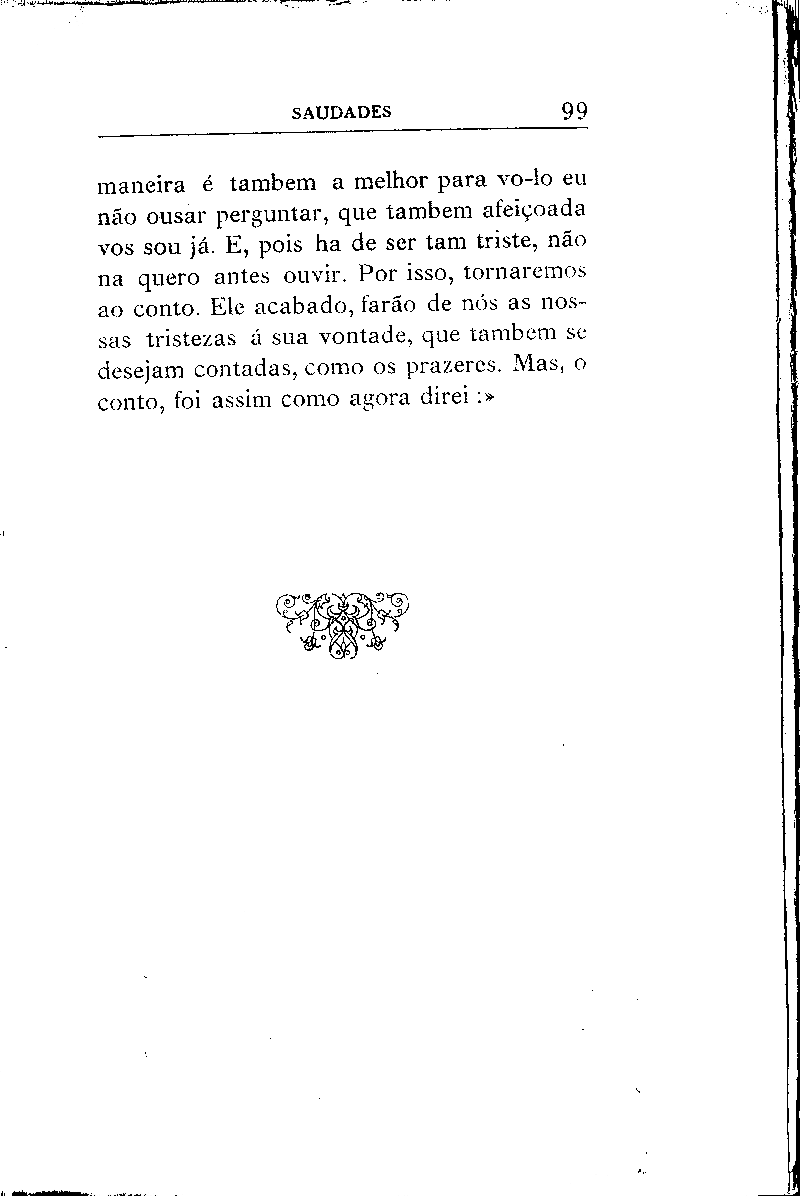 SAUDADES 99
maneira é tambem a melhor para vo-lo eu
não ousar perguntar, que tambem afeiçoada
vos sou já. E, pois ha de ser tam triste, não
na quero antes ouvir. Por isso, tornaremos
ao conto. Ele acabado, farão de nós as nos-
sas tristezas á sua vontade, que tambem se
desejam contadas, como os prazeres. Mas, o
conto, foi assim como agora direi :»